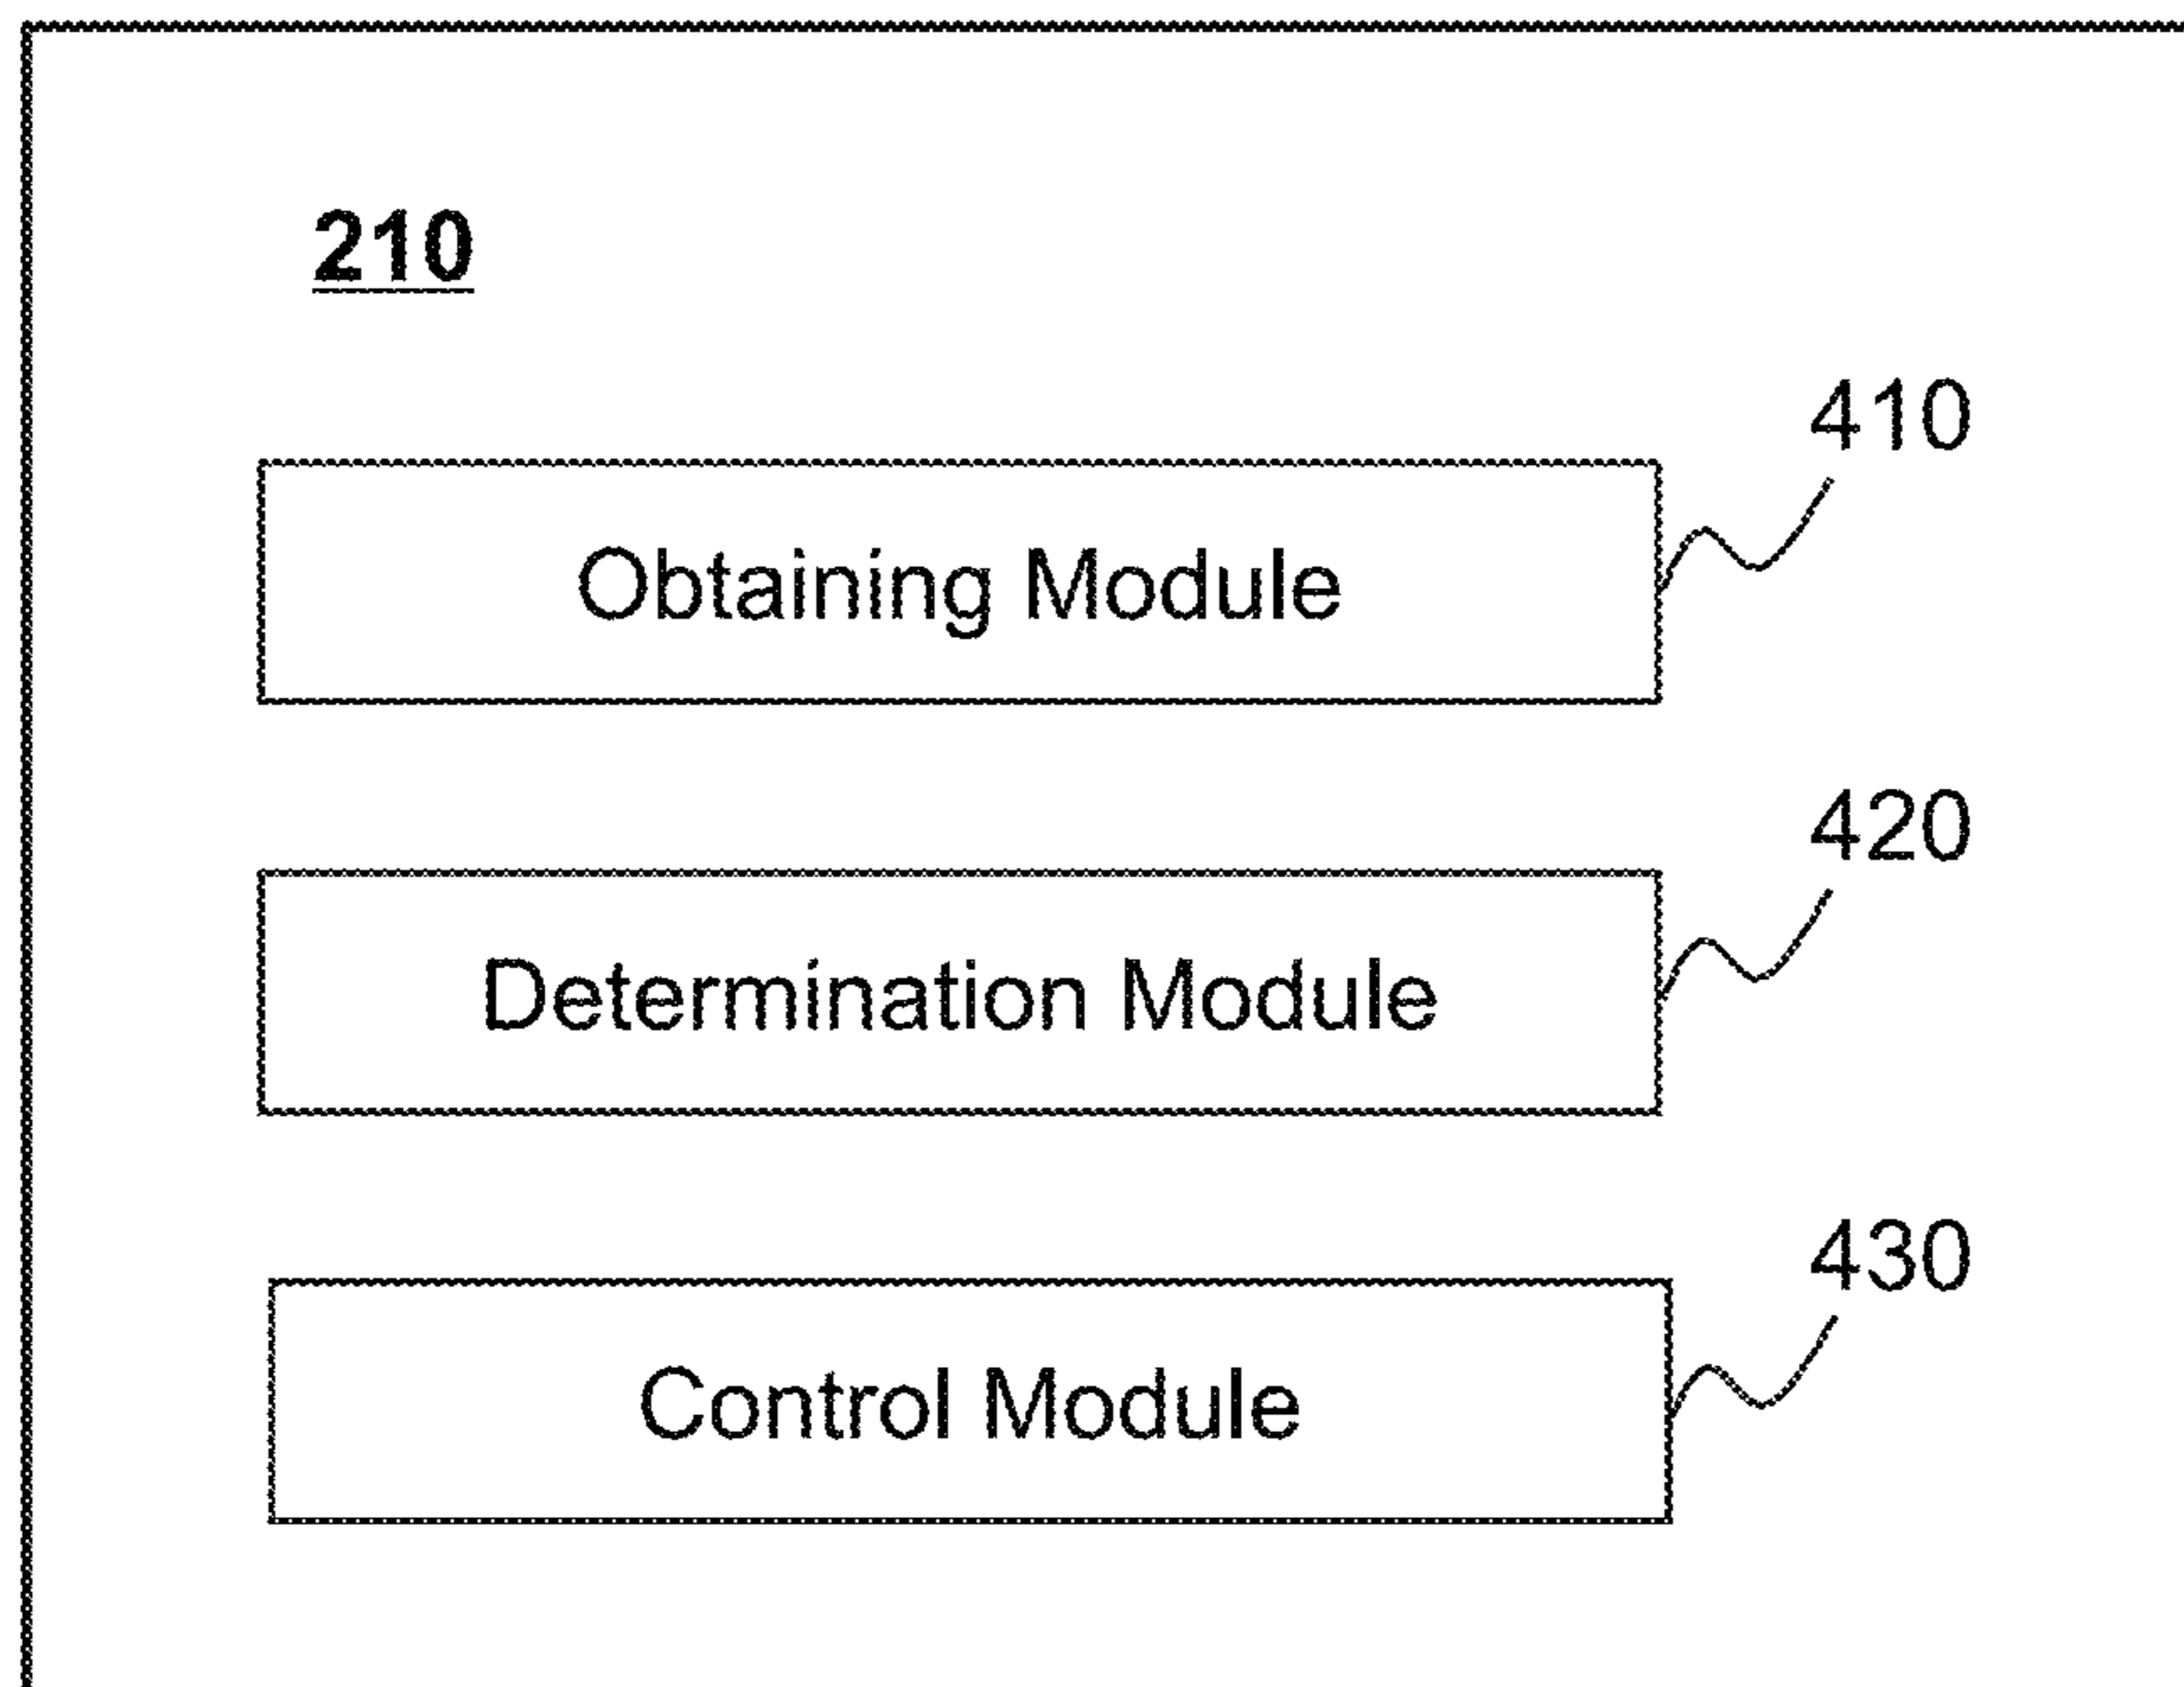 210
410
Obtaining Module
420
Determination Module
430
Control Module